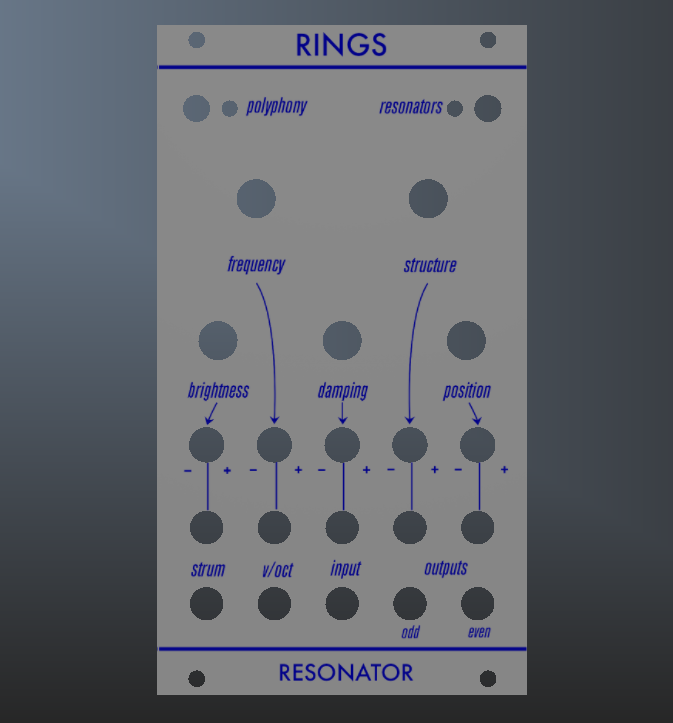 RINGS
polyphony resonators
frequency structure
brightness damping position
– + – + – + – + – +
strum v/oct input outputs
odd even
RESONATOR